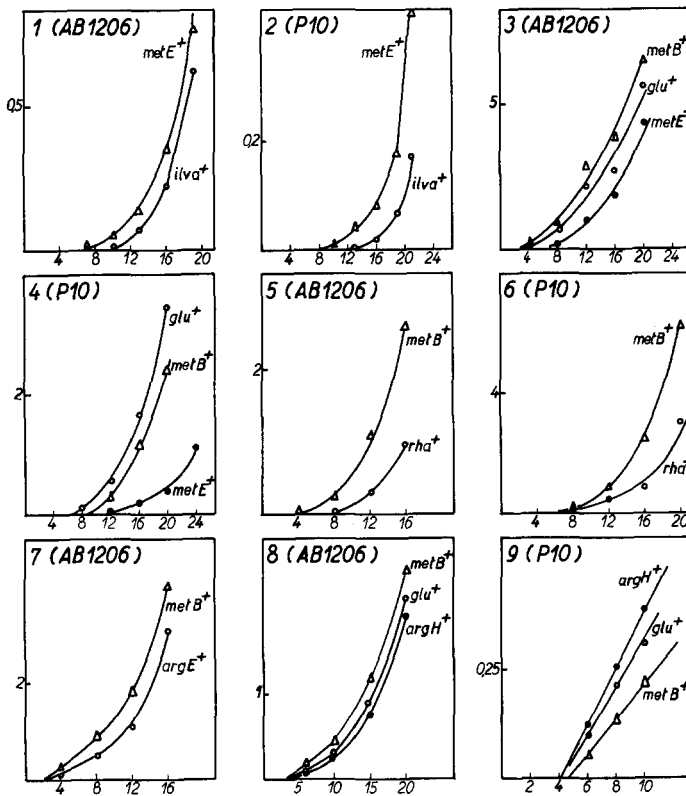 1 (AB1206)
metE+
0,5
ilva+
4 8 12 16 20
2 (P10)
metE+
0,2
ilva+
4 8 12 16 20 24
3 (AB1206)
metB+
glu+
5
metE+
4 8 12 16 20 24
4 (P10)
glu+
metB+
2
metE+
4 8 12 16 20 24
5 (AB1206)
metB+
2
rha+
4 8 12 16
6 (P10)
metB+
4
rha+
4 8 12 16 20
7 (AB1206)
metB+
argE+
2
4 8 12 16
8 (AB1206)
metB+
glu+
argH+
1
5 10 15 20
9 (P10)
argH+
glu+
0,25
metB+
2 4 6 8 10 12